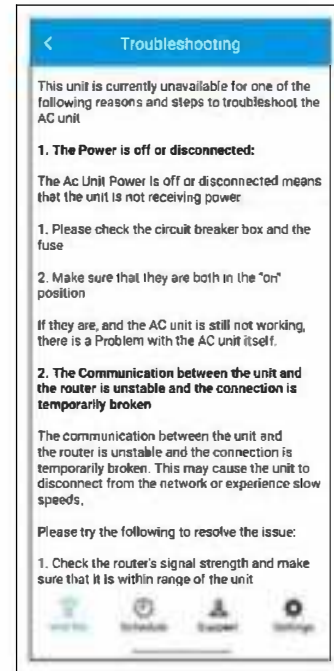 Troubleshooting
This unit is currently unavailable for one of the
following reasons and steps to troubleshoot the
AC unit
1. The Power is off or disconnected:
The Ac Unit Power Is off or disconnected means
that the unit is not receiving power
1. Please check the circuit breaker box and the
fuse
2. Make sure that they are both in the "on"
position
If they are, and the AC unit is still not working,
there is a Problem with the AC unit itself.
2. The Communication between the unit and
the router is unstable and the connection is
temporarily broken
The communication between the unit and
the router is unstable and the connection is
temporarily broken. This may cause the unit to
disconnect from the network or experience slow
speeds,
Please try the following to resolve the issue:
1. Check the router's signal strength and make
sure that it is within range of the unit
Schedule Support Settings